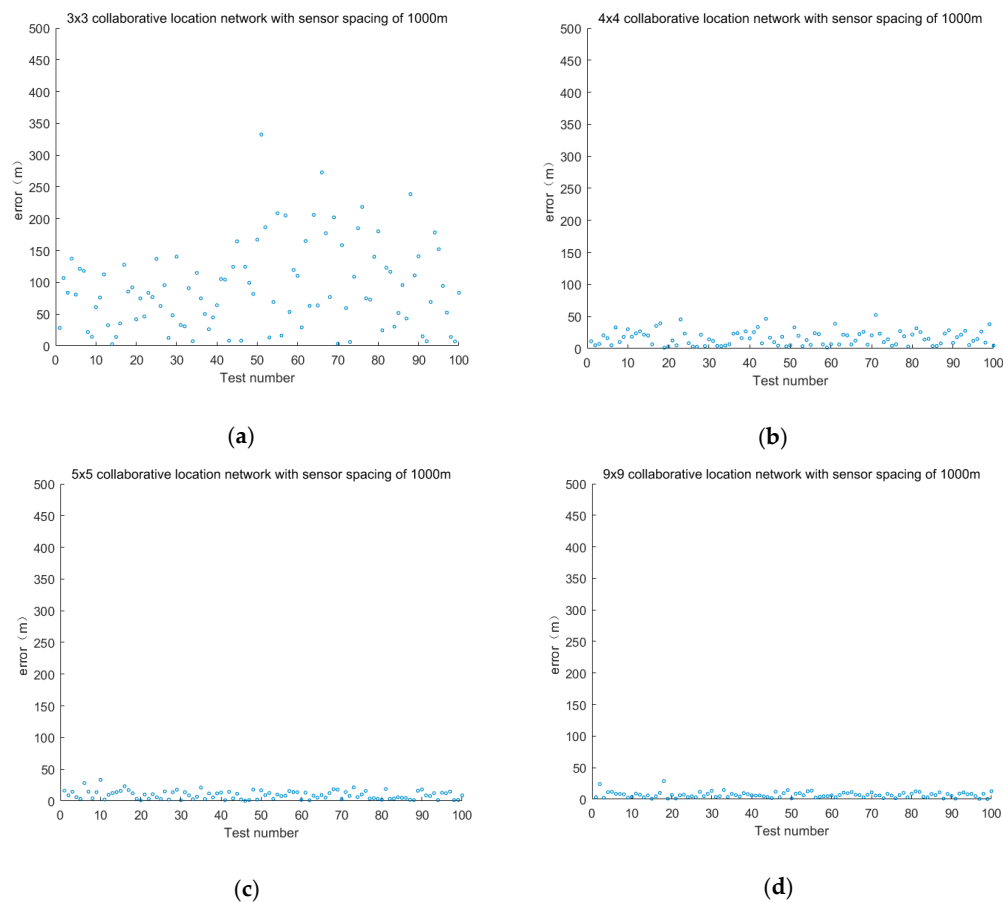 3x3 collaborative location network with sensor spacing of 1000m
500
450
400
350
300
250
200
150
100
50
0
error（m）
0 10 20 30 40 50 60 70 80 90 100
Test number
(a)
4x4 collaborative location network with sensor spacing of 1000m
500
450
400
350
300
250
200
150
100
50
0
error（m）
0 10 20 30 40 50 60 70 80 90 100
Test number
(b)
5x5 collaborative location network with sensor spacing of 1000m
500
450
400
350
300
250
200
150
100
50
0
error（m）
0 10 20 30 40 50 60 70 80 90 100
Test number
(c)
9x9 collaborative location network with sensor spacing of 1000m
500
450
400
350
300
250
200
150
100
50
0
error（m）
0 10 20 30 40 50 60 70 80 90 100
Test number
(d)